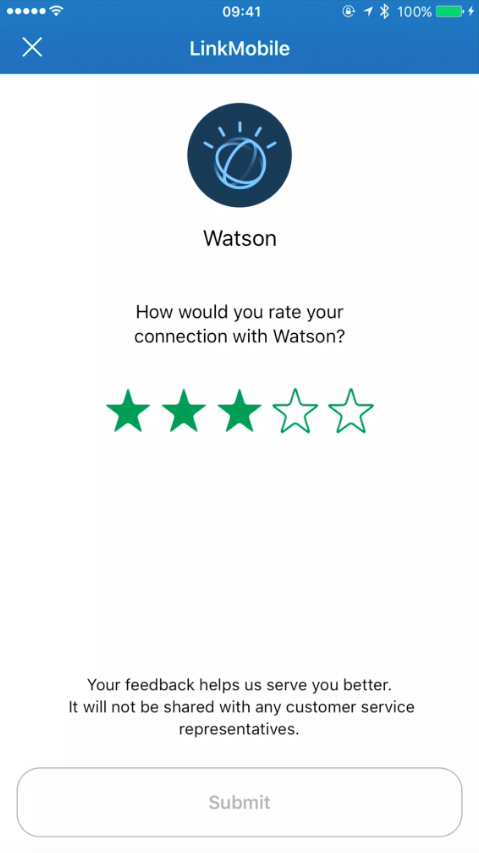 09:41
100%
LinkMobile
Watson
How would you rate your
connection with Watson?
Your feedback helps us serve you better.
It will not be shared with any customer service
representatives.
Submit